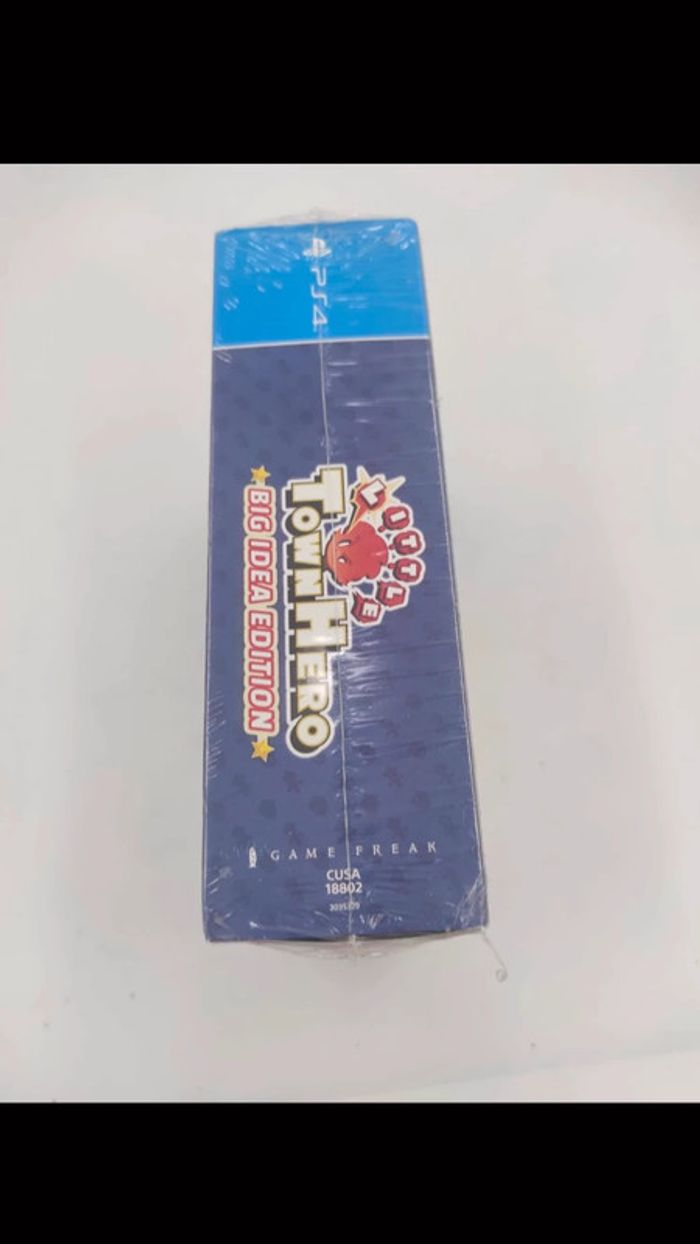 PS4
LITTLE
TOWN HERO
BIG IDEA EDITION
GAME FREAK
CUSA
18802